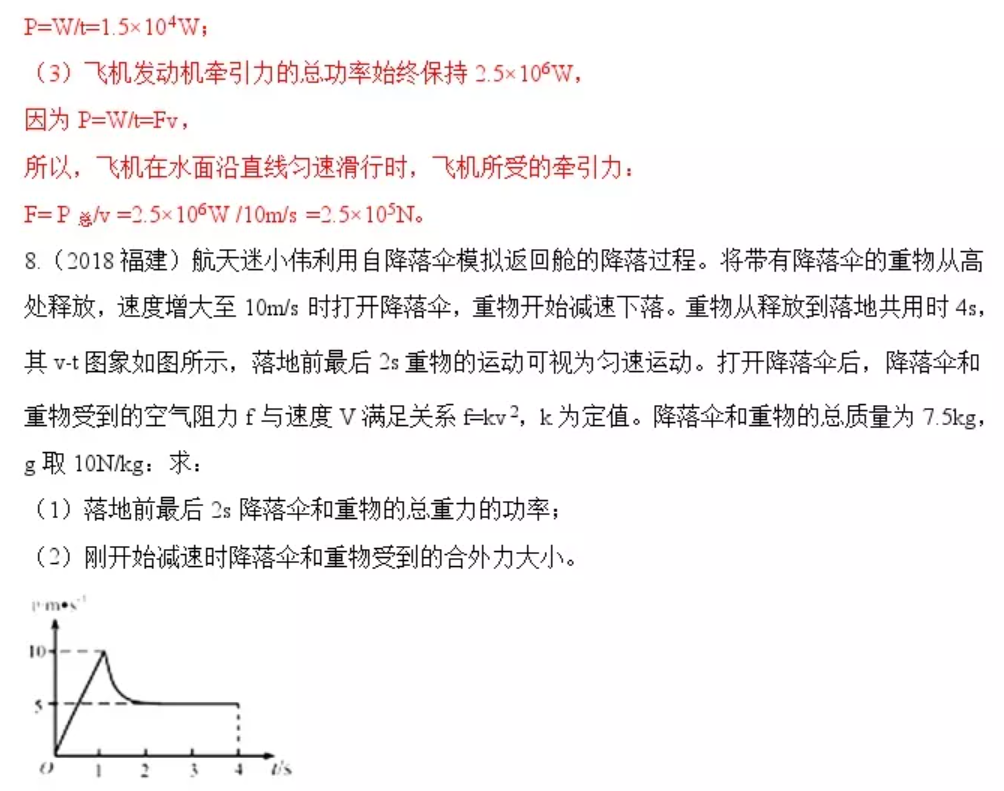 P=W/t=1.5×10⁴W；
（3）飞机发动机牵引力的总功率始终保持 2.5×10⁶W，
因为 P=W/t=Fv，
所以，飞机在水面沿直线匀速滑行时，飞机所受的牵引力：
F= P 总/v =2.5×10⁶W /10m/s =2.5×10⁵N。
8.（2018 福建）航天迷小伟利用自降落伞模拟返回舱的降落过程。将带有降落伞的重物从高
处释放，速度增大至 10m/s 时打开降落伞，重物开始减速下落。重物从释放到落地共用时 4s，
其 v-t 图象如图所示，落地前最后 2s 重物的运动可视为匀速运动。打开降落伞后，降落伞和
重物受到的空气阻力 f 与速度 V 满足关系 f=kv²，k 为定值。降落伞和重物的总质量为 7.5kg，
g 取 10N/kg：求：
（1）落地前最后 2s 降落伞和重物的总重力的功率；
（2）刚开始减速时降落伞和重物受到的合外力大小。
10
5
O 1 2 3 4 t/s